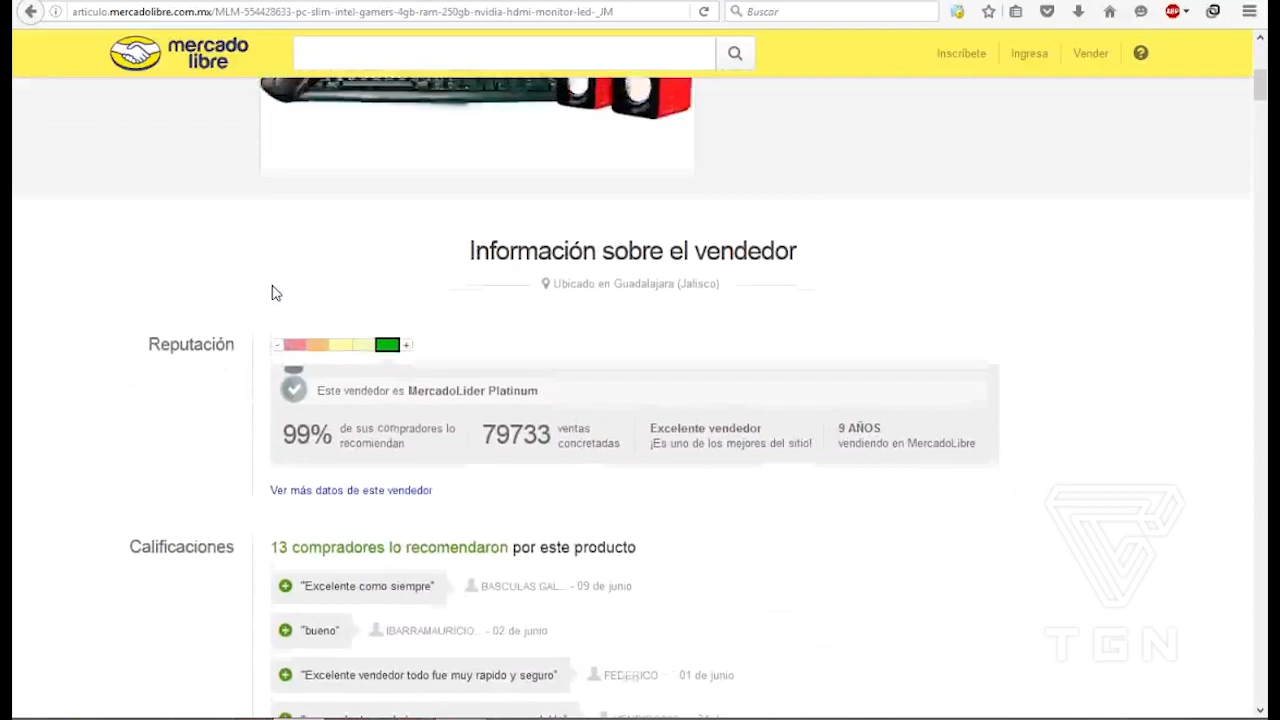 articulo.mercadolibre.com.mx/MLM-554428633-pc-slim-intel-gamers-4gb-ram-250gb-nvidia-hdmi-monitor-led-_JM
Buscar
ABP
mercado
libre
Inscríbete
Ingresa
Vender
?
Información sobre el vendedor
Ubicado en Guadalajara (Jalisco)
Reputación
- +
Este vendedor es MercadoLíder Platinum
99% de sus compradores lo recomiendan
79733 ventas concretadas
Excelente vendedor
¡Es uno de los mejores del sitio!
9 AÑOS
vendiendo en MercadoLibre
Ver más datos de este vendedor
Calificaciones
13 compradores lo recomendaron por este producto
"Excelente como siempre" BASCULAS GAL... - 09 de junio
"bueno" IBARRAMAURICIO... - 02 de junio
"Excelente vendedor todo fue muy rapido y seguro" FEDERICO - 01 de junio
TGN